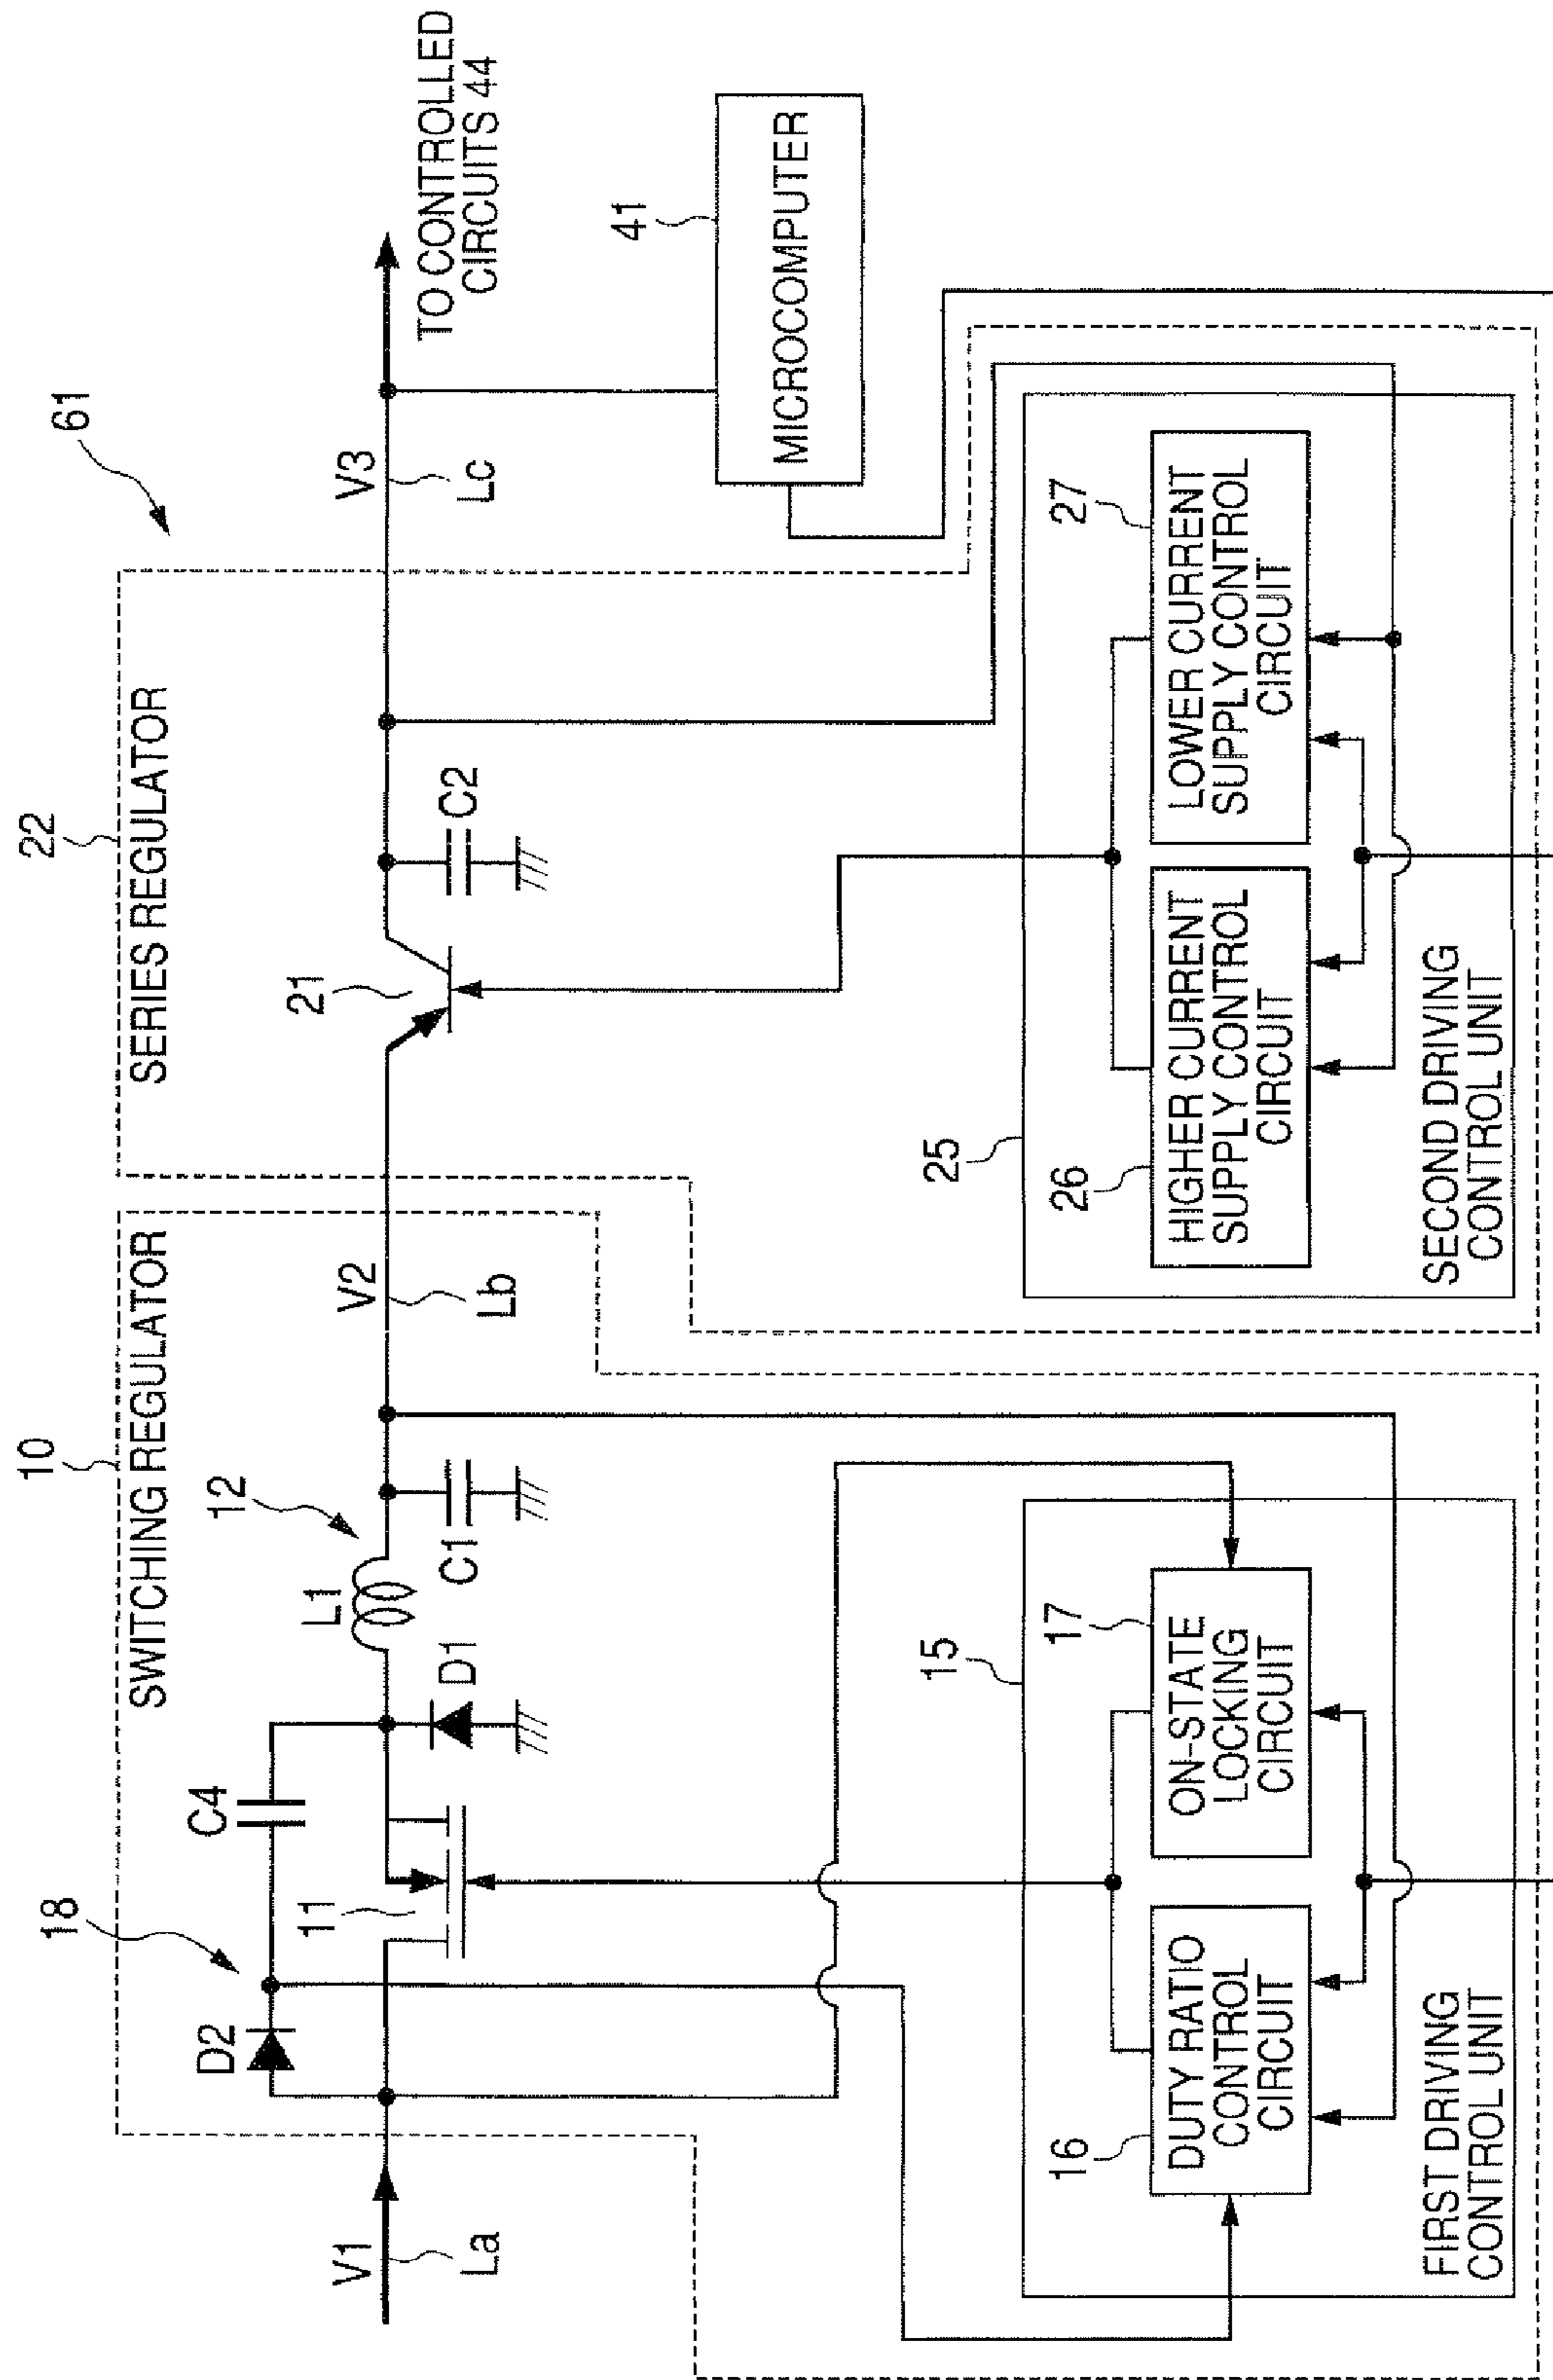 61
10
SWITCHING REGULATOR
22
SERIES REGULATOR
18
D2
C4
12
V1
La
11
D1
L1
C1
V2
Lb
21
C2
V3
Lc
TO CONTROLLED
CIRCUITS 44
41
MICROCOMPUTER
15
16
DUTY RATIO
CONTROL
CIRCUIT
17
ON-STATE
LOCKING
CIRCUIT
FIRST DRIVING
CONTROL UNIT
25
26
HIGHER CURRENT
SUPPLY CONTROL
CIRCUIT
27
LOWER CURRENT
SUPPLY CONTROL
CIRCUIT
SECOND DRIVING
CONTROL UNIT